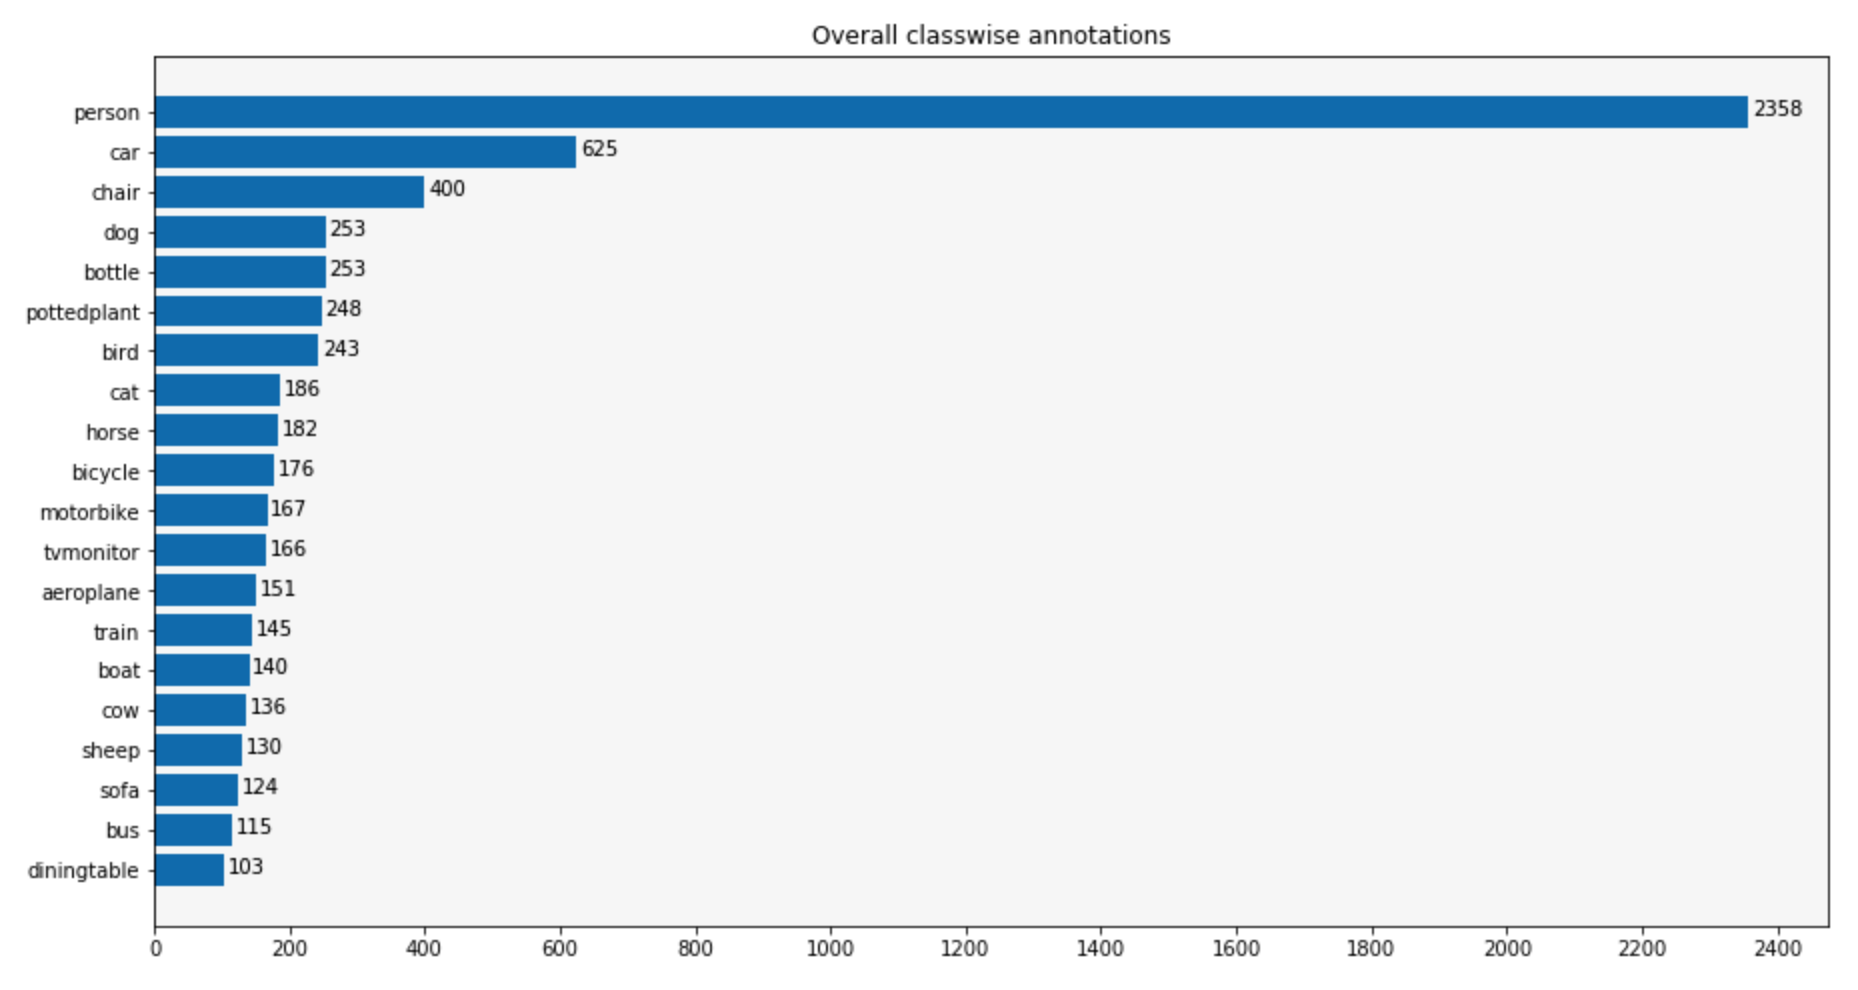 Overall classwise annotations
person 2358
car 625
chair 400
dog 253
bottle 253
pottedplant 248
bird 243
cat 186
horse 182
bicycle 176
motorbike 167
tvmonitor 166
aeroplane 151
train 145
boat 140
cow 136
sheep 130
sofa 124
bus 115
diningtable 103
0 200 400 600 800 1000 1200 1400 1600 1800 2000 2200 2400